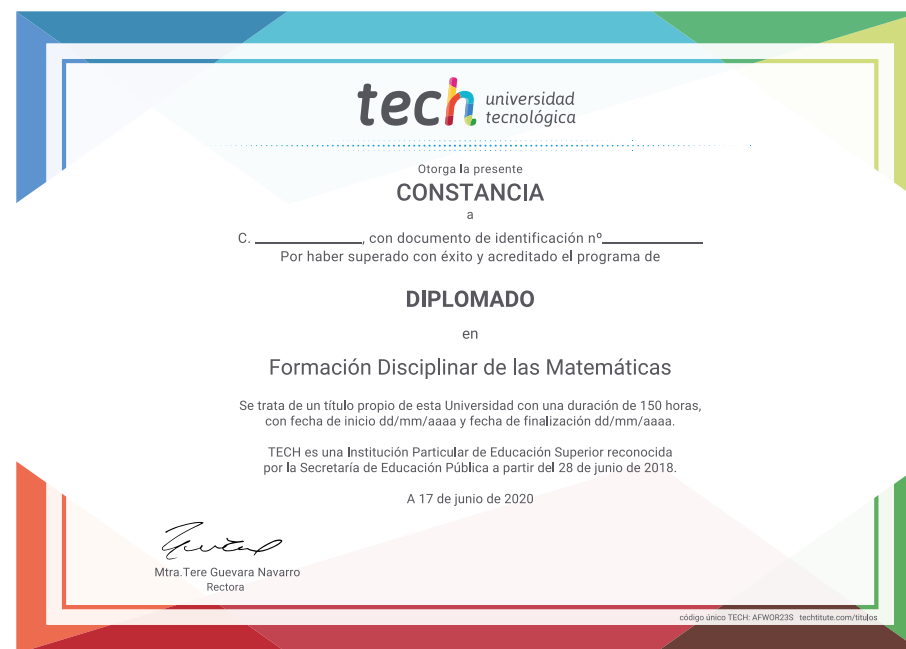 tech universidad
tecnológica
Otorga la presente
CONSTANCIA
a
C. ____________, con documento de identificación nº____________
Por haber superado con éxito y acreditado el programa de
DIPLOMADO
en
Formación Disciplinar de las Matemáticas
Se trata de un título propio de esta Universidad con una duración de 150 horas,
con fecha de inicio dd/mm/aaaa y fecha de finalización dd/mm/aaaa.
TECH es una Institución Particular de Educación Superior reconocida
por la Secretaría de Educación Pública a partir del 28 de junio de 2018.
A 17 de junio de 2020
Mtra.Tere Guevara Navarro
Rectora
código único TECH: AFWOR23S techtitute.com/titulos